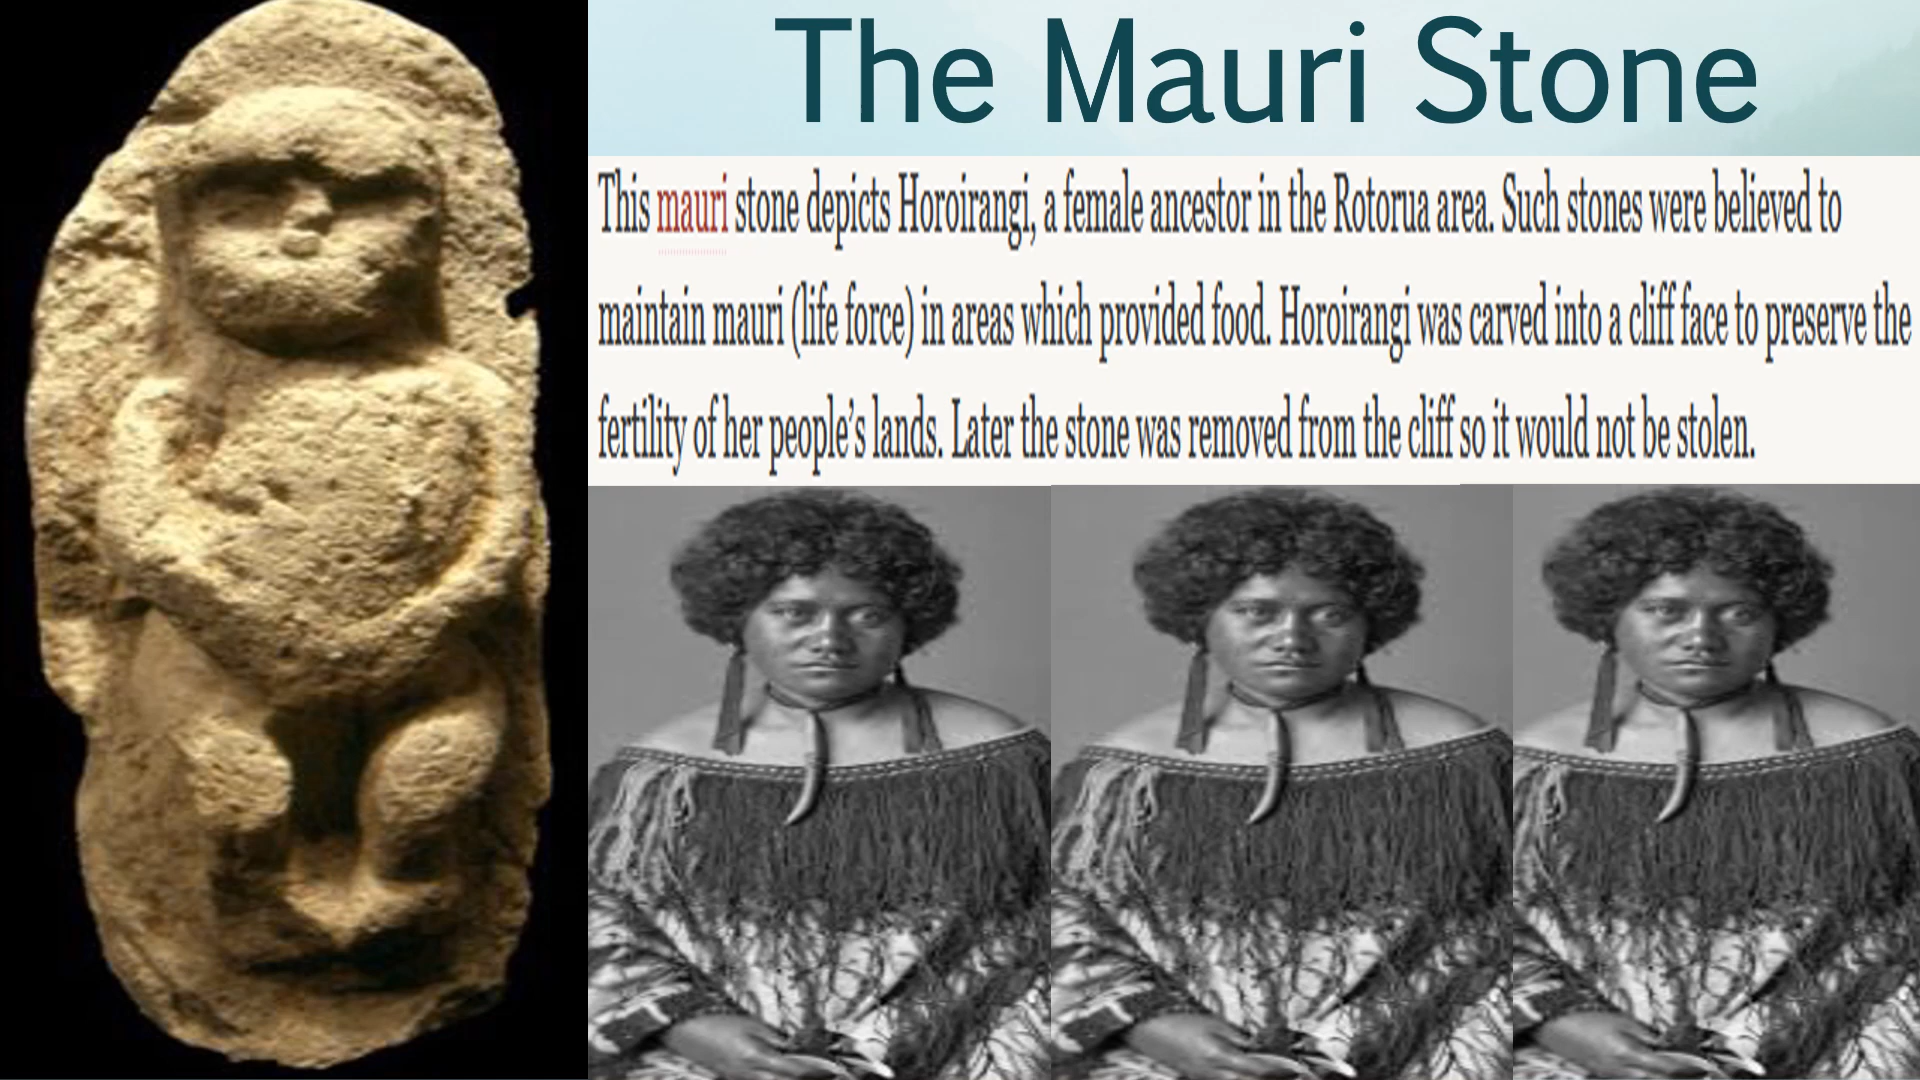 The Mauri Stone
This mauri stone depicts Horoirangi, a female ancestor in the Rotorua area. Such stones were believed to
maintain mauri (life force) in areas which provided food. Horoirangi was carved into a cliff face to preserve the
fertility of her people’s lands. Later the stone was removed from the cliff so it would not be stolen.